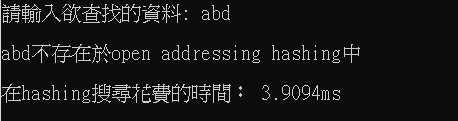 請輸入欲查找的資料: abd
abd不存在於open addressing hashing中
在hashing搜尋花費的時間： 3.9094ms